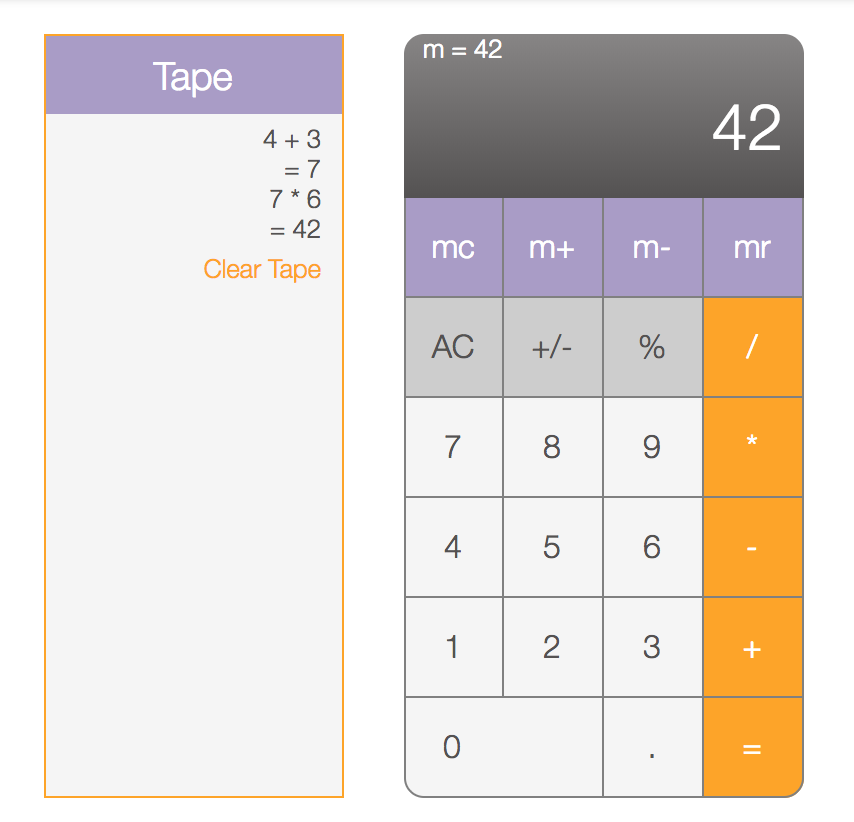 Tape
4 + 3
= 7
7 * 6
= 42
Clear Tape
m = 42
42
mc m+ m- mr
AC +/- % /
7 8 9 *
4 5 6 -
1 2 3 +
0 . =